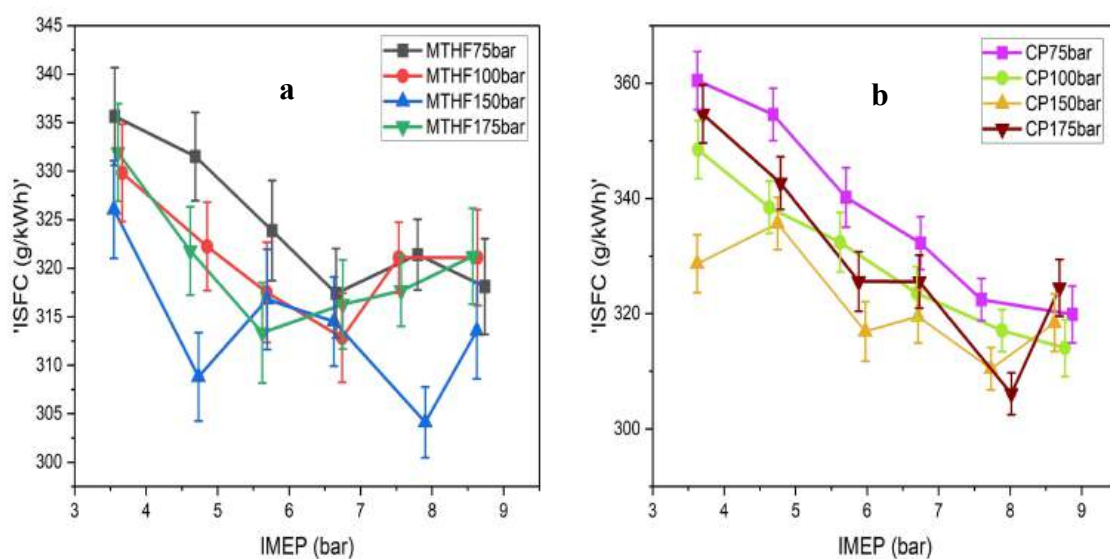 345
340
335
330
325
320
315
310
305
300
'ISFC (g/kWh)'
a
MTHF75bar
MTHF100bar
MTHF150bar
MTHF175bar
3 4 5 6 7 8 9
IMEP (bar)
360
340
320
300
'ISFC (g/kWh)'
b
CP75bar
CP100bar
CP150bar
CP175bar
3 4 5 6 7 8 9
IMEP (bar)